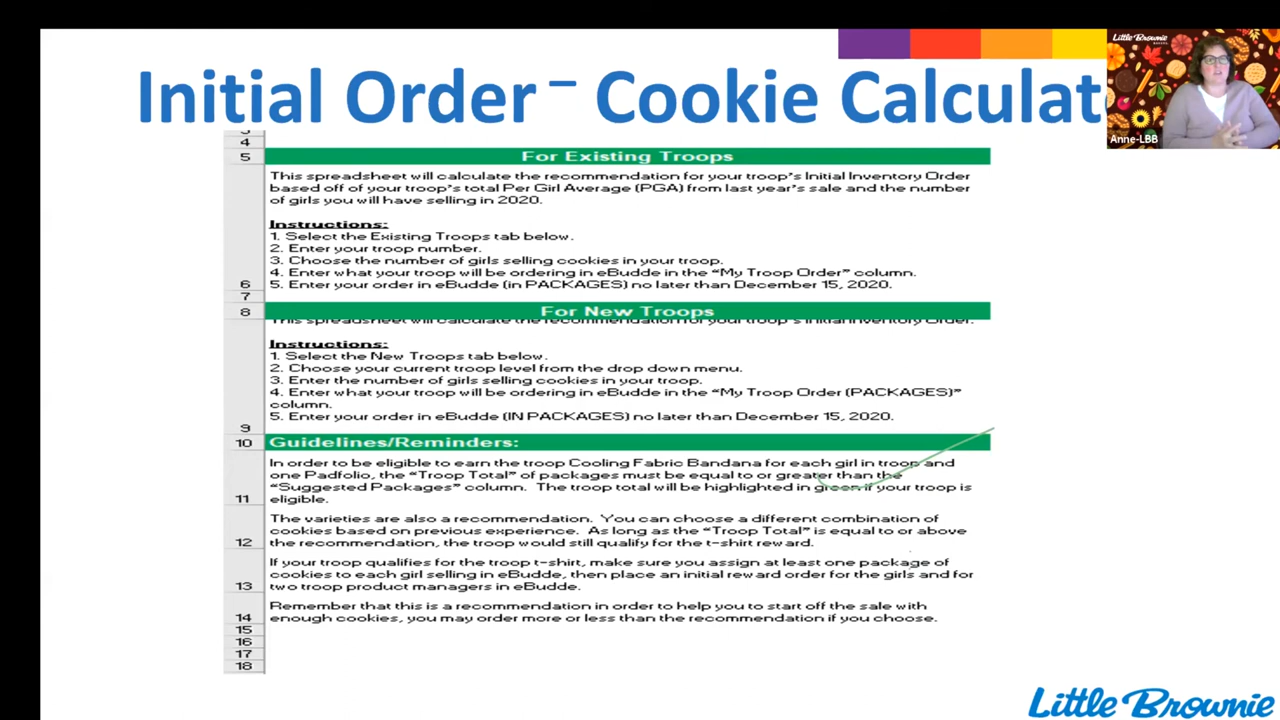 Initial Order – Cookie Calculat
Little Brownie
Anne-LBB
4
5 For Existing Troops
This spreadsheet will calculate the recommendation for your troop's Initial Inventory Order
based off of your troop's total Per Girl Average (PGA) from last year's sale and the number
of girls you will have selling in 2020.
Instructions:
1. Select the Existing Troops tab below.
2. Enter your troop number.
3. Choose the number of girls selling cookies in your troop.
4. Enter what your troop will be ordering in eBudde in the "My Troop Order" column.
6 5. Enter your order in eBudde (in PACKAGES) no later than December 15, 2020.
7
8 For New Troops
This spreadsheet will calculate the recommendation for your troop's Initial Inventory Order.
Instructions:
1. Select the New Troops tab below.
2. Choose your current troop level from the drop down menu.
3. Enter the number of girls selling cookies in your troop.
4. Enter what your troop will be ordering in eBudde in the "My Troop Order (PACKAGES)"
column.
5. Enter your order in eBudde (IN PACKAGES) no later than December 15, 2020.
9
10 Guidelines/Reminders:
In order to be eligible to earn the troop Cooling Fabric Bandana for each girl in troop and
one Padfolio, the "Troop Total" of packages must be equal to or greater than the
"Suggested Packages" column. The troop total will be highlighted in green if your troop is
11 eligible.
The varieties are also a recommendation. You can choose a different combination of
cookies based on previous experience. As long as the "Troop Total" is equal to or above
12 the recommendation, the troop would still qualify for the t-shirt reward.
If your troop qualifies for the troop t-shirt, make sure you assign at least one package of
cookies to each girl selling in eBudde, then place an initial reward order for the girls and for
13 two troop product managers in eBudde.
Remember that this is a recommendation in order to help you to start off the sale with
14 enough cookies, you may order more or less than the recommendation if you choose.
15
16
17
18
Little Brownie